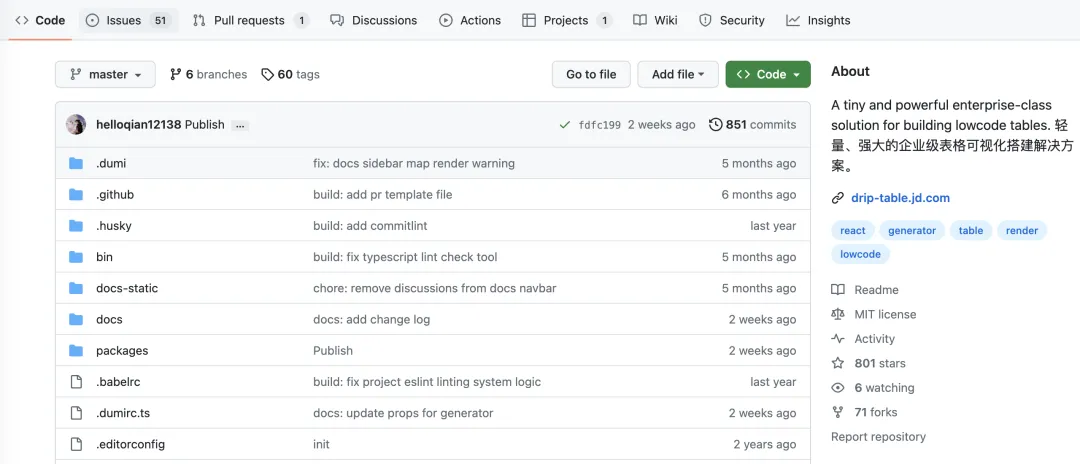 Code Issues 51 Pull requests 1 Discussions Actions Projects 1 Wiki Security Insights
master 6 branches 60 tags Go to file Add file Code
helloqian12138 Publish ... fdfc199 2 weeks ago 851 commits
.dumi fix: docs sidebar map render warning 5 months ago
.github build: add pr template file 6 months ago
.husky build: add commitlint last year
bin build: fix typescript lint check tool 5 months ago
docs-static chore: remove discussions from docs navbar 5 months ago
docs docs: add change log 2 weeks ago
packages Publish 2 weeks ago
.babelrc build: fix project eslint linting system logic last year
.dumirc.ts docs: update props for generator 2 weeks ago
.editorconfig init 2 years ago
About
A tiny and powerful enterprise-class
solution for building lowcode tables. 轻
量、强大的企业级表格可视化搭建解决方
案。
drip-table.jd.com
react generator table render
lowcode
Readme
MIT license
Activity
801 stars
6 watching
71 forks
Report repository